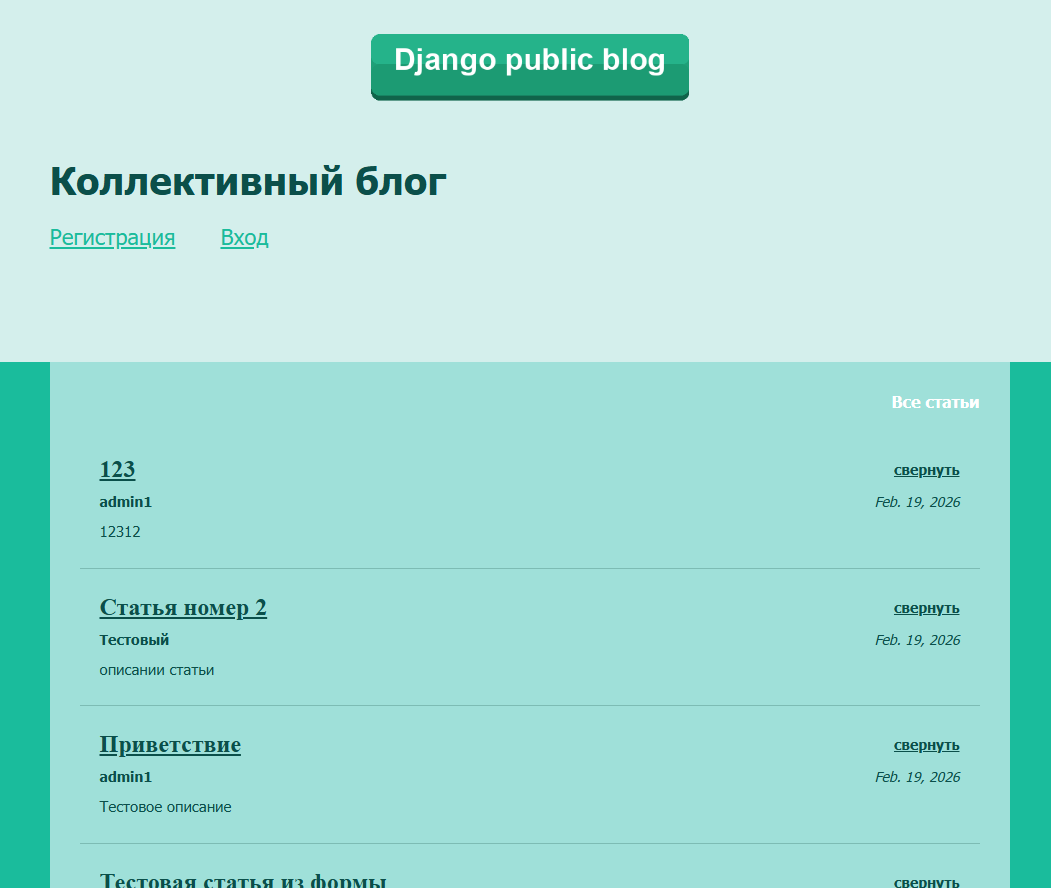 Django public blog
Коллективный блог
Регистрация Вход
Все статьи
123 свернуть
admin1 Feb. 19, 2026
12312
Статья номер 2 свернуть
Тестовый Feb. 19, 2026
описании статьи
Приветствие свернуть
admin1 Feb. 19, 2026
Тестовое описание
Тестовая статья из формы свернуть